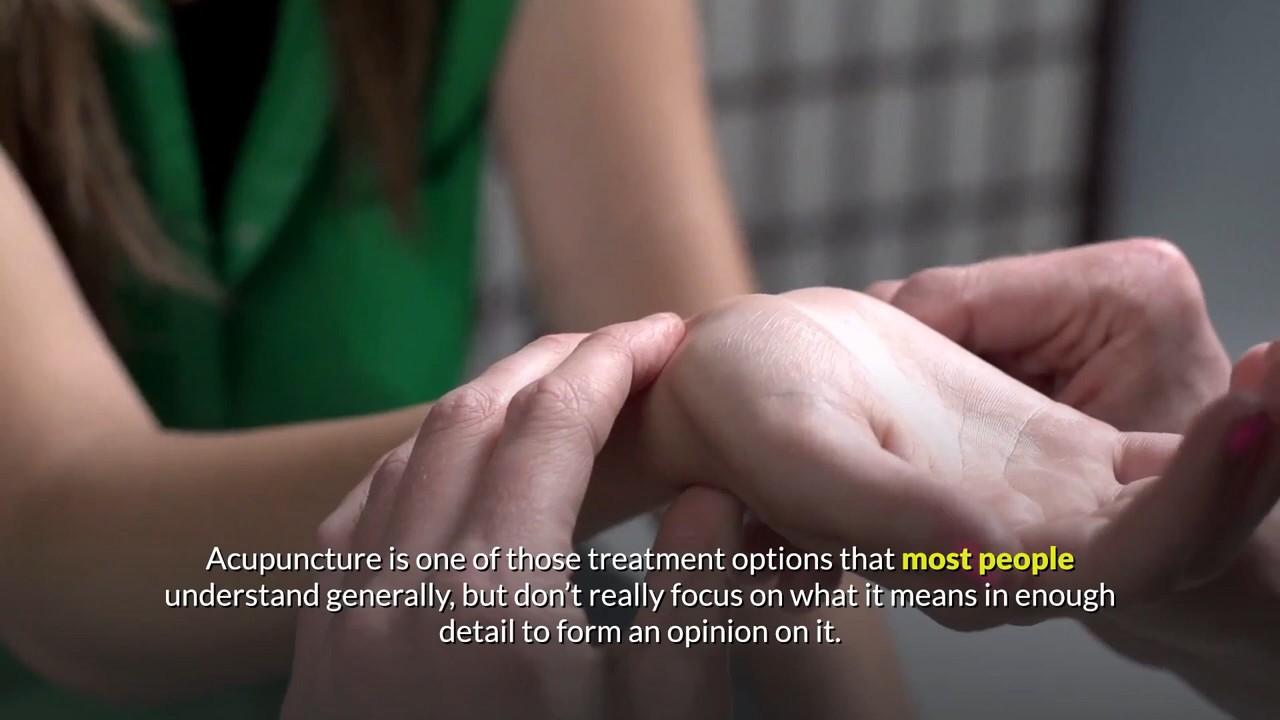 Acupuncture is one of those treatment options that most people
understand generally, but don't really focus on what it means in enough
detail to form an opinion on it.